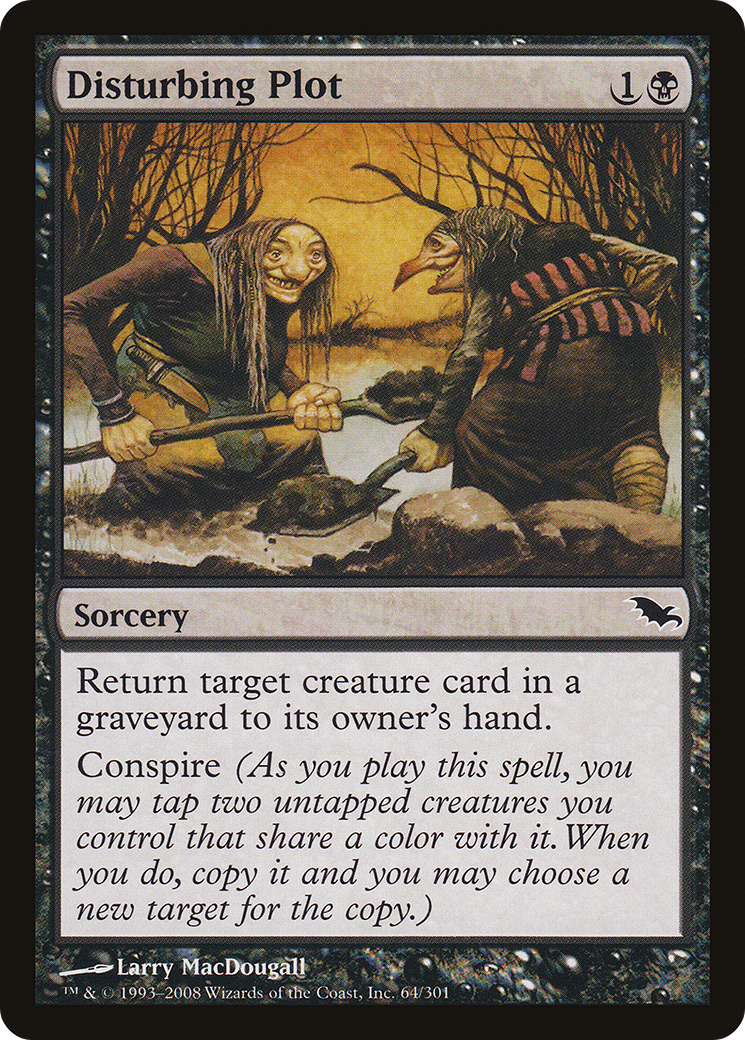 Disturbing Plot 1
Sorcery
Return target creature card in a
graveyard to its owner's hand.
Conspire (As you play this spell, you
may tap two untapped creatures you
control that share a color with it. When
you do, copy it and you may choose a
new target for the copy.)
Larry MacDougall
™ & © 1993–2008 Wizards of the Coast, Inc. 64/301